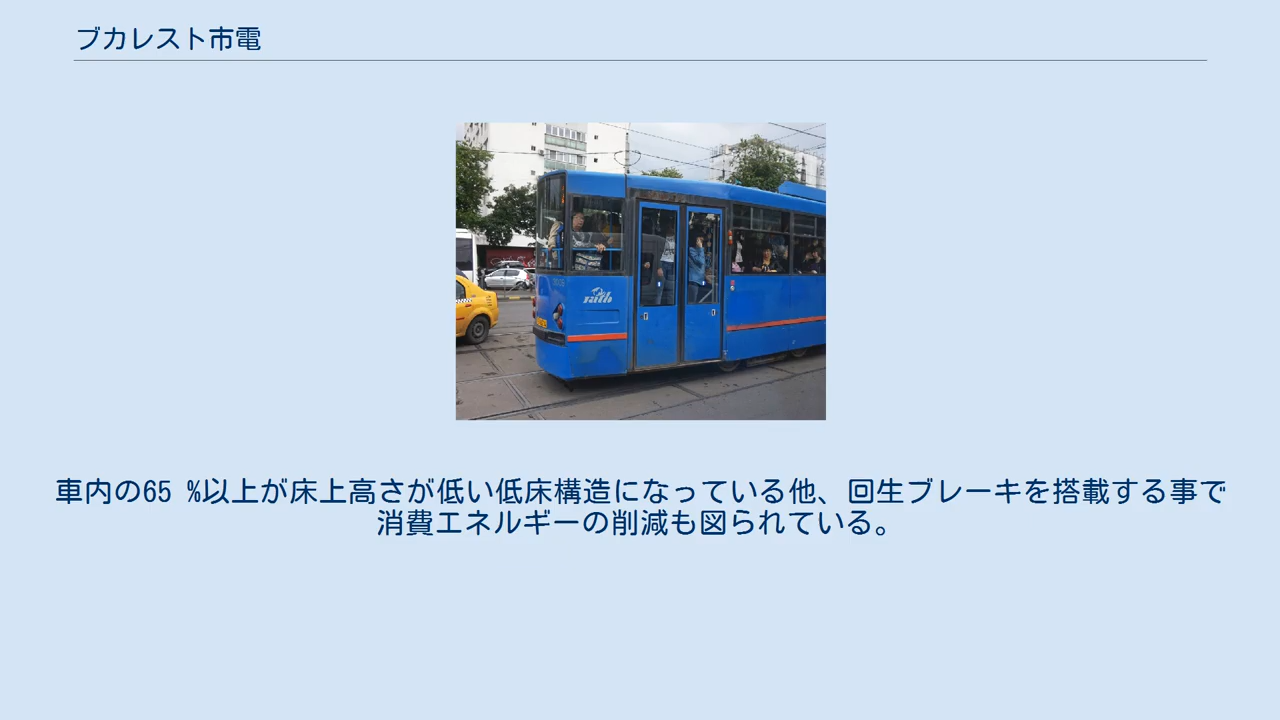 ブカレスト市電
ratb
車内の65 %以上が床上高さが低い低床構造になっている他、回生ブレーキを搭載する事で
消費エネルギーの削減も図られている。